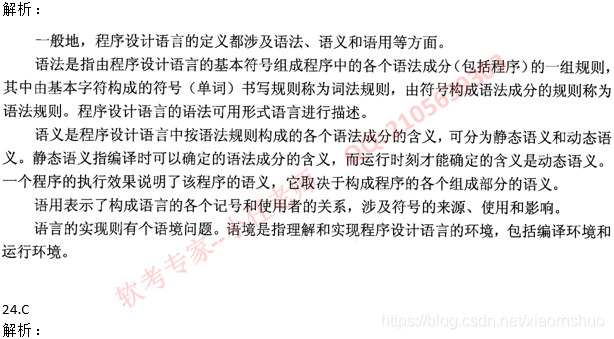 解析：
一般地，程序设计语言的定义都涉及语法、语义和语用等方面。
语法是指由程序设计语言的基本符号组成程序中的各个语法成分（包括程序）的一组规则，
其中由基本字符构成的符号（单词）书写规则称为词法规则，由符号构成语法成分的规则称为
语法规则。程序设计语言的语法可用形式语言进行描述。
语义是程序设计语言中按语法规则构成的各个语法成分的含义，可分为静态语义和动态语
义。静态语义指编译时可以确定的语法成分的含义，而运行时刻才能确定的含义是动态语义。
一个程序的执行效果说明了该程序的语义，它取决于构成程序的各个组成部分的语义。
语用表示了构成语言的各个记号和使用者的关系，涉及符号的来源、使用和影响。
语言的实现则有个语境问题。语境是指理解和实现程序设计语言的环境，包括编译环境和
运行环境。
软考专家--小任老师
24.C
解析：
https://blog.csdn.net/xiaomshuo